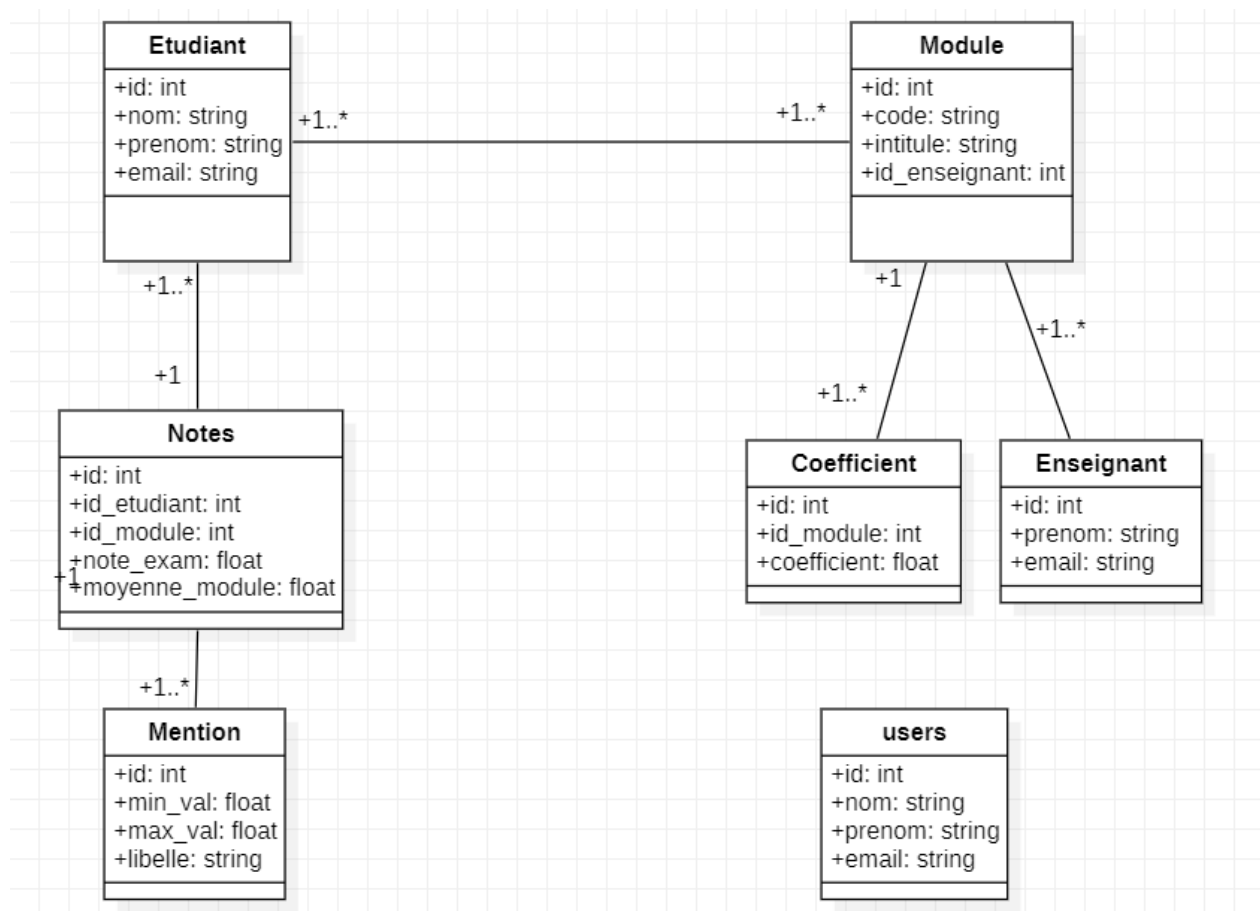 Etudiant
+id: int
+nom: string
+prenom: string
+email: string
+1..*
+1..*
Module
+id: int
+code: string
+intitule: string
+id_enseignant: int
+1..*
+1
Notes
+id: int
+id_etudiant: int
+id_module: int
+note_exam: float
+moyenne_module: float
+1
+1..*
Mention
+id: int
+min_val: float
+max_val: float
+libelle: string
+1
+1..*
Coefficient
+id: int
+id_module: int
+coefficient: float
+1..*
Enseignant
+id: int
+prenom: string
+email: string
users
+id: int
+nom: string
+prenom: string
+email: string